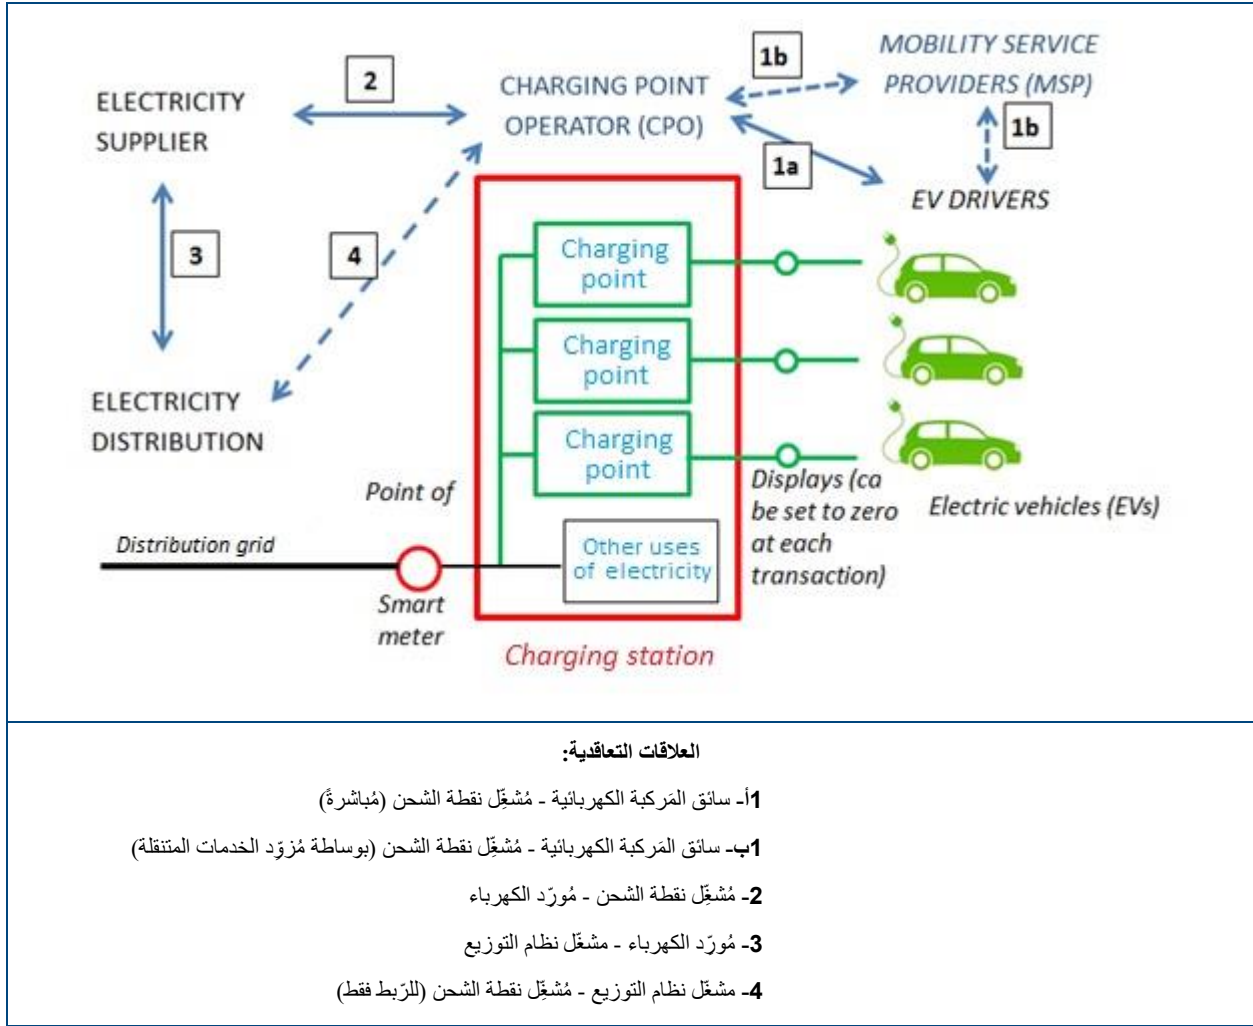 MOBILITY SERVICE
PROVIDERS (MSP)
1b
2
CHARGING POINT
OPERATOR (CPO)
ELECTRICITY
SUPPLIER
1b
1a
EV DRIVERS
3
4
Charging
point
Charging
point
ELECTRICITY
DISTRIBUTION
Charging
point
Point of
Displays (ca
be set to zero
at each
transaction)
Electric vehicles (EVs)
Distribution grid
Other uses
of electricity
Smart
meter
Charging station
العلاقات التعاقدية:
1أ- سائق المَركبة الكهربائية - مُشغِّل نقطة الشحن (مُباشرةً)
1ب- سائق المَركبة الكهربائية - مُشغِّل نقطة الشحن (بوساطة مُزوِّد الخدمات المتنقلة)
2- مُشغِّل نقطة الشحن - مُورّد الكهرباء
3- مُورّد الكهرباء - مشغّل نظام التوزيع
4- مشغّل نظام التوزيع - مُشغِّل نقطة الشحن (للرّبط فقط)